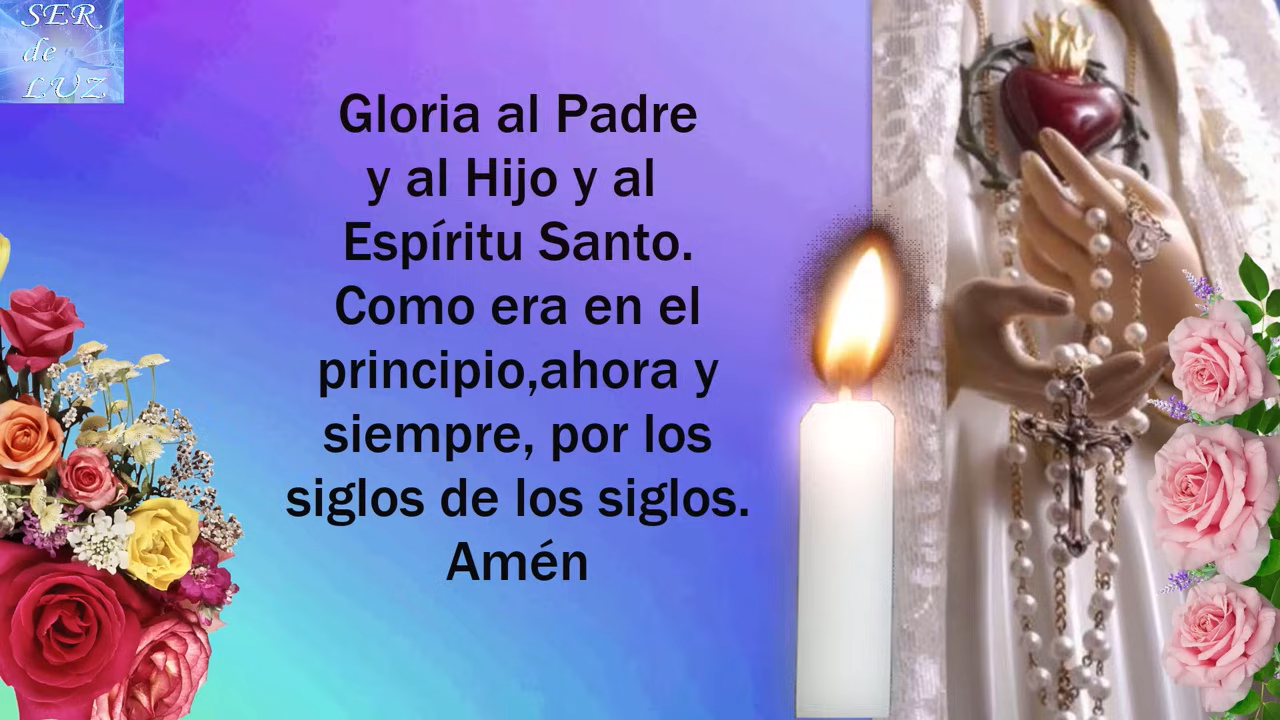 SER
de
LUZ
Gloria al Padre
y al Hijo y al
Espíritu Santo.
Como era en el
principio,ahora y
siempre, por los
siglos de los siglos.
Amén